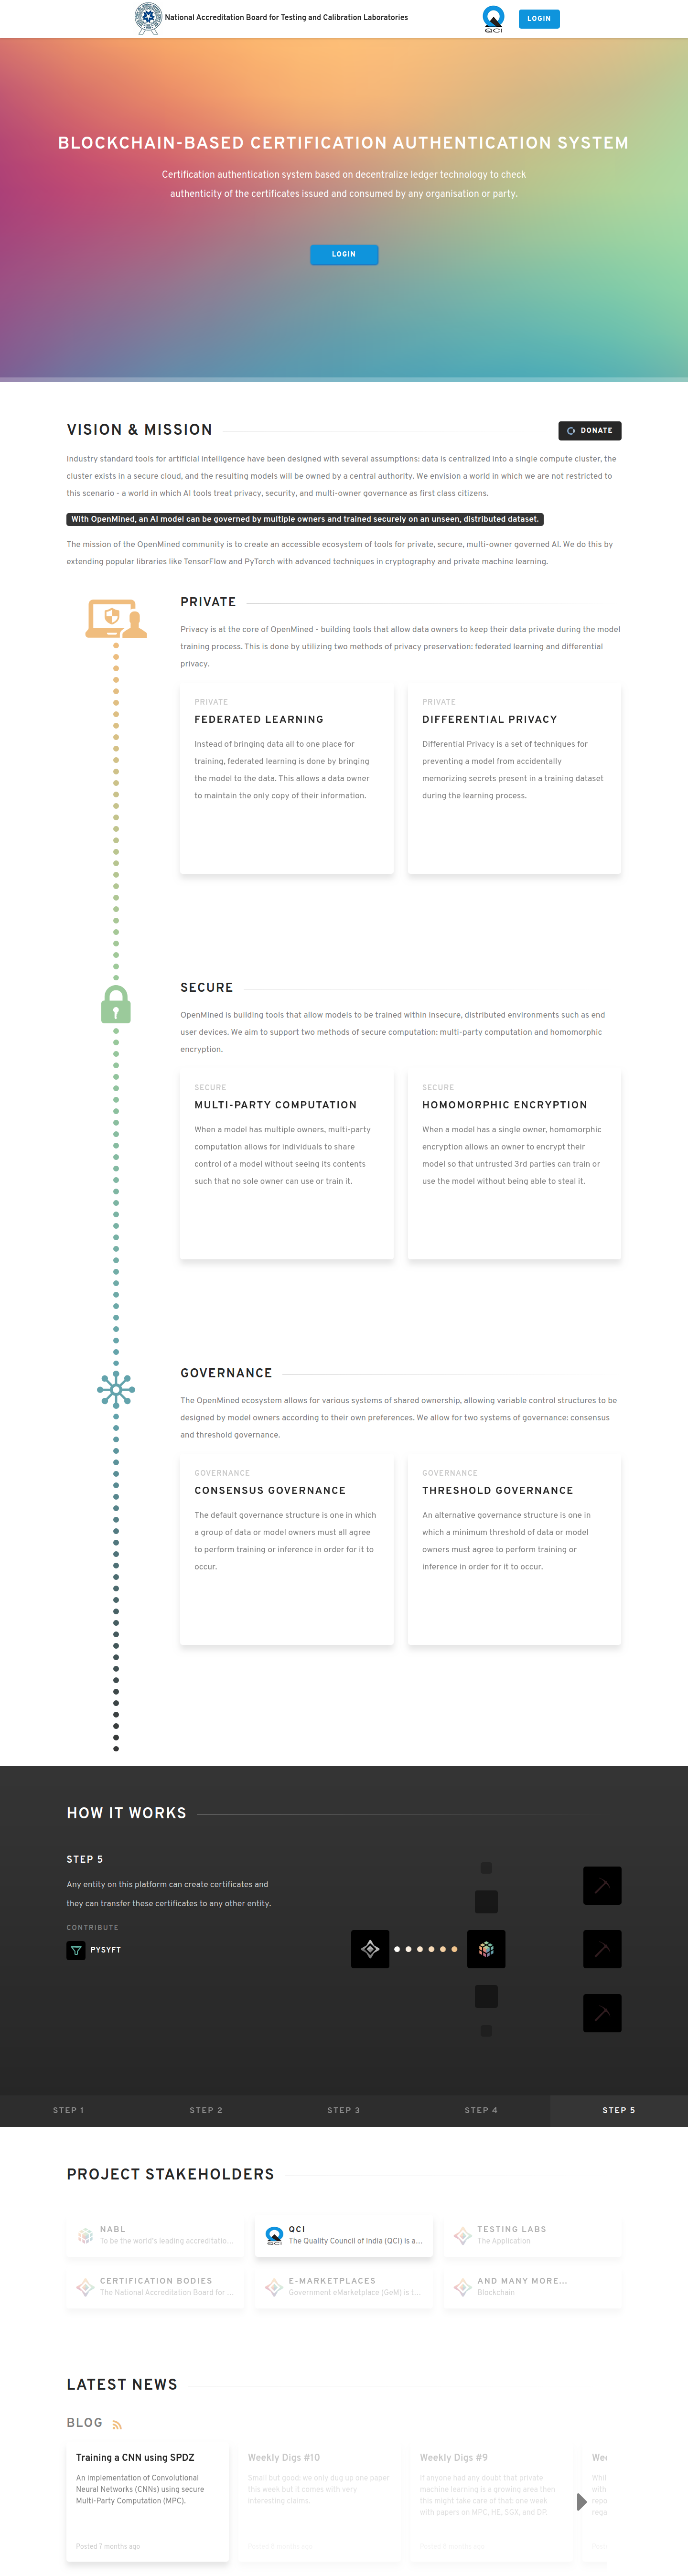 National Accreditation Board for Testing and Calibration Laboratories
QCI
LOGIN
BLOCKCHAIN-BASED CERTIFICATION AUTHENTICATION SYSTEM
Certification authentication system based on decentralize ledger technology to check
authenticity of the certificates issued and consumed by any organisation or party.
LOGIN
VISION & MISSION
DONATE
Industry standard tools for artificial intelligence have been designed with several assumptions: data is centralized into a single compute cluster, the
cluster exists in a secure cloud, and the resulting models will be owned by a central authority. We envision a world in which we are not restricted to
this scenario - a world in which AI tools treat privacy, security, and multi-owner governance as first class citizens.
With OpenMined, an AI model can be governed by multiple owners and trained securely on an unseen, distributed dataset.
The mission of the OpenMined community is to create an accessible ecosystem of tools for private, secure, multi-owner governed AI. We do this by
extending popular libraries like TensorFlow and PyTorch with advanced techniques in cryptography and private machine learning.
PRIVATE
Privacy is at the core of OpenMined - building tools that allow data owners to keep their data private during the model
training process. This is done by utilizing two methods of privacy preservation: federated learning and differential
privacy.
PRIVATE
FEDERATED LEARNING
Instead of bringing data all to one place for
training, federated learning is done by bringing
the model to the data. This allows a data owner
to maintain the only copy of their information.
PRIVATE
DIFFERENTIAL PRIVACY
Differential Privacy is a set of techniques for
preventing a model from accidentally
memorizing secrets present in a training dataset
during the learning process.
SECURE
OpenMined is building tools that allow models to be trained within insecure, distributed environments such as end
user devices. We aim to support two methods of secure computation: multi-party computation and homomorphic
encryption.
SECURE
MULTI-PARTY COMPUTATION
When a model has multiple owners, multi-party
computation allows for individuals to share
control of a model without seeing its contents
such that no sole owner can use or train it.
SECURE
HOMOMORPHIC ENCRYPTION
When a model has a single owner, homomorphic
encryption allows an owner to encrypt their
model so that untrusted 3rd parties can train or
use the model without being able to steal it.
GOVERNANCE
The OpenMined ecosystem allows for various systems of shared ownership, allowing variable control structures to be
designed by model owners according to their own preferences. We allow for two systems of governance: consensus
and threshold governance.
GOVERNANCE
CONSENSUS GOVERNANCE
The default governance structure is one in which
a group of data or model owners must all agree
to perform training or inference in order for it to
occur.
GOVERNANCE
THRESHOLD GOVERNANCE
An alternative governance structure is one in
which a minimum threshold of data or model
owners must agree to perform training or
inference in order for it to occur.
HOW IT WORKS
STEP 5
Any entity on this platform can create certificates and
they can transfer these certificates to any other entity.
CONTRIBUTE
PYSYFT
STEP 1
STEP 2
STEP 3
STEP 4
STEP 5
PROJECT STAKEHOLDERS
NABL
To be the world's leading accreditatio...
QCI
The Quality Council of India (QCI) is a...
TESTING LABS
The Application
CERTIFICATION BODIES
The National Accreditation Board for ...
E-MARKETPLACES
Government eMarketplace (GeM) is t...
AND MANY MORE...
Blockchain
LATEST NEWS
BLOG
Training a CNN using SPDZ
An implementation of Convolutional
Neural Networks (CNNs) using secure
Multi-Party Computation (MPC).
Posted 7 months ago
Weekly Digs #10
Small but good: we only dug up one paper
this week but it comes with very
interesting claims.
Weekly Digs #9
If anyone had any doubt that private
machine learning is a growing area then
this might take care of that: one week
with papers on MPC, HE, SGX, and DP.